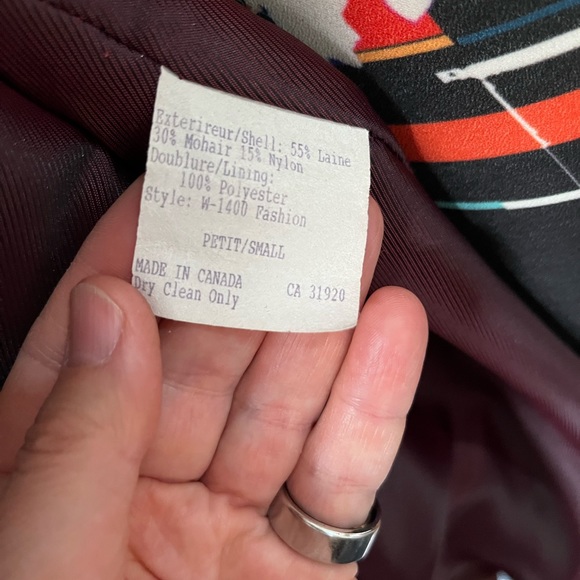 Exterireur/Shell: 55% Laine
30% Mohair 15% Nylon
Doublure/Lining:
100% Polyester
Style: W-1400 Fashion
PETIT/SMALL
MADE IN CANADA
Dry Clean Only CA 31920